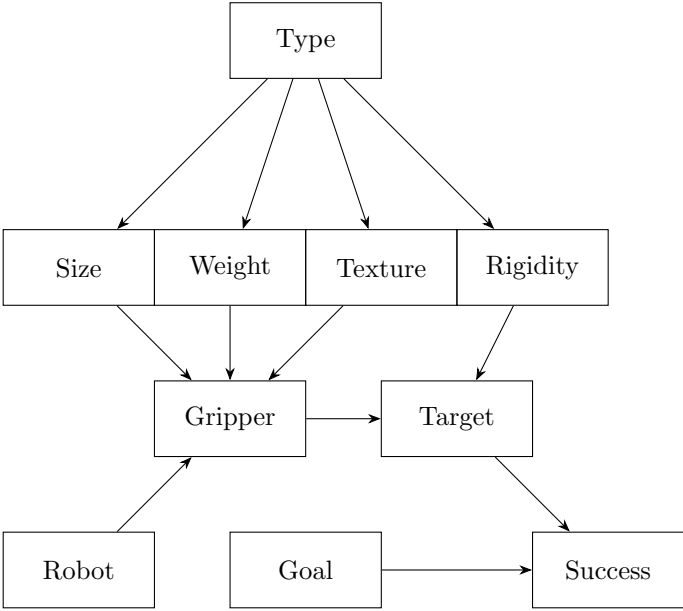 Type
Size
Weight
Texture
Rigidity
Gripper
Target
Robot
Goal
Success